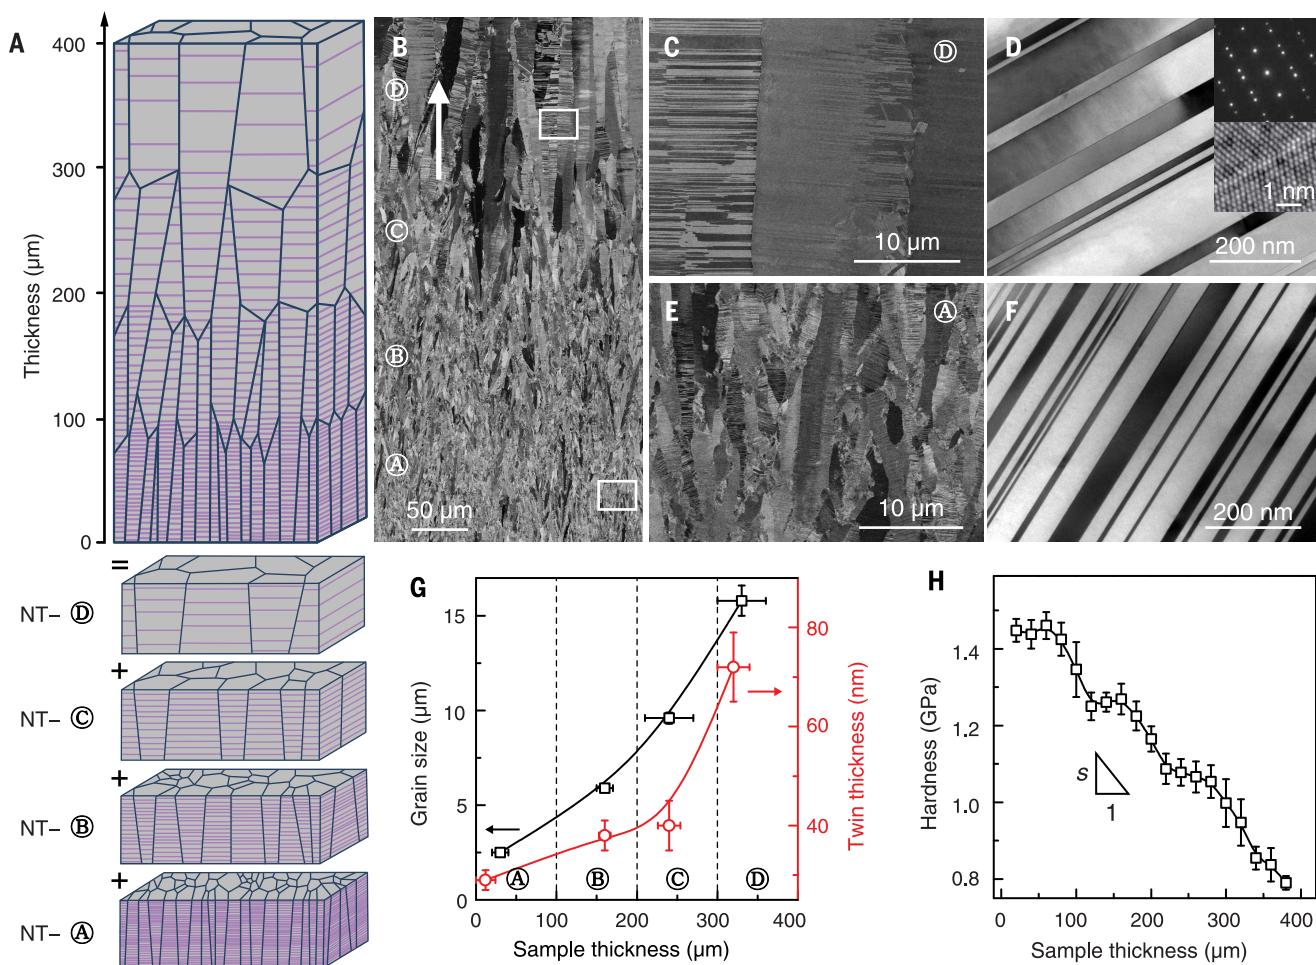 A
400
300
200
100
0
Thickness (µm)
=
NT– Ⓓ
+
NT– Ⓒ
+
NT– Ⓑ
+
NT– Ⓐ
B
Ⓓ
Ⓒ
Ⓑ
Ⓐ
50 µm
C
Ⓓ
10 µm
D
1 nm
200 nm
E
Ⓐ
10 µm
F
200 nm
G
15
10
5
0
Grain size (µm)
80
60
40
Twin thickness (nm)
Ⓐ Ⓑ Ⓒ Ⓓ
0 100 200 300 400
Sample thickness (µm)
H
1.4
1.2
1.0
0.8
Hardness (GPa)
s
1
0 100 200 300 400
Sample thickness (µm)